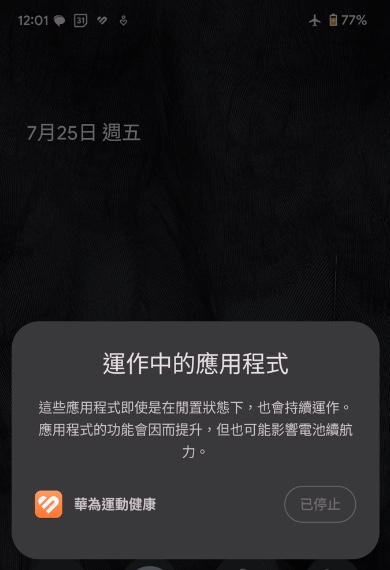 12:01 31 77%
7月25日 週五
運作中的應用程式
這些應用程式即使是在閒置狀態下，也會持續運作。
應用程式的功能會因而提升，但也可能影響電池續航
力。
華為運動健康 已停止